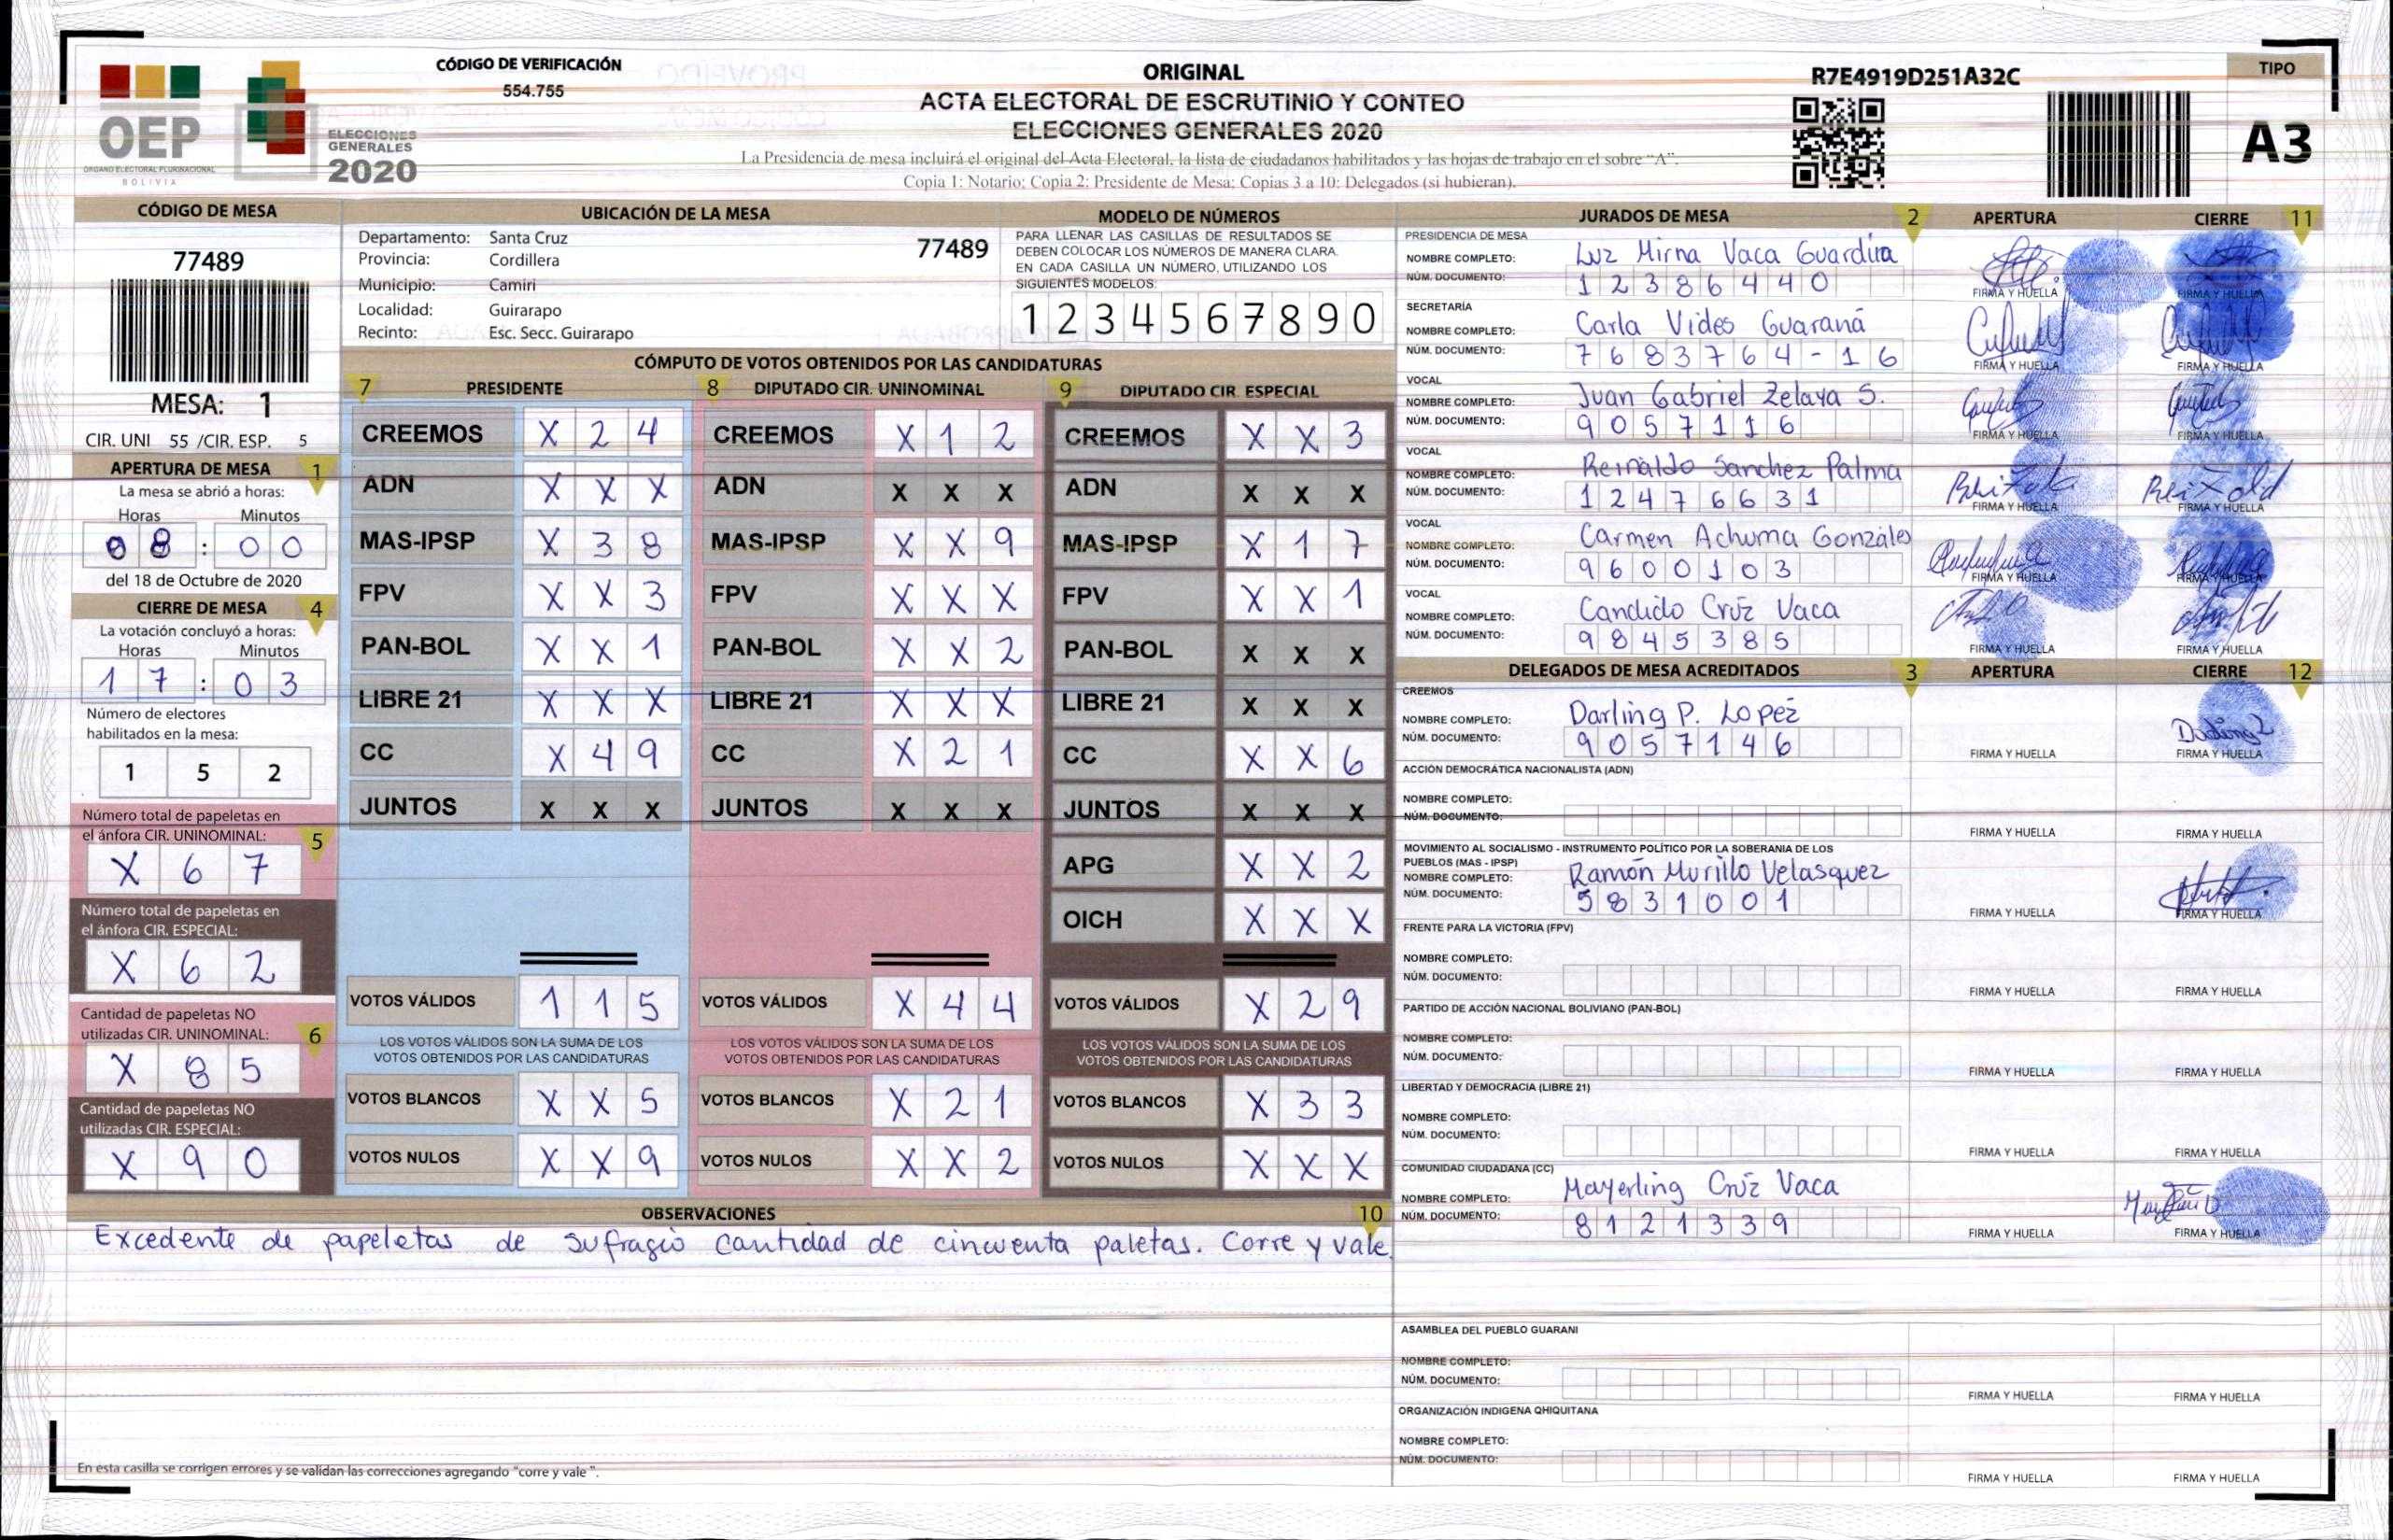 CÓDIGO DE VERIFICACIÓN
554.755
OEP
ÓRGANO ELECTORAL PLURINACIONAL
BOLIVIA
ELECCIONES
GENERALES
2020
ORIGINAL
ACTA ELECTORAL DE ESCRUTINIO Y CONTEO
ELECCIONES GENERALES 2020
La Presidencia de mesa incluirá el original del Acta Electoral, la lista de ciudadanos habilitados y las hojas de trabajo en el sobre "A".
Copia 1: Notario; Copia 2: Presidente de Mesa; Copias 3 a 10: Delegados (si hubieran).
R7E4919D251A32C
TIPO
A3
CÓDIGO DE MESA
77489
MESA: 1
CIR. UNI 55 /CIR. ESP. 5
APERTURA DE MESA 1
La mesa se abrió a horas:
Horas Minutos
08 : 00
del 18 de Octubre de 2020
CIERRE DE MESA 4
La votación concluyó a horas:
Horas Minutos
17 : 03
Número de electores
habilitados en la mesa:
1 5 2
Número total de papeletas en
el ánfora CIR. UNINOMINAL: 5
X 6 7
Número total de papeletas en
el ánfora CIR. ESPECIAL:
X 6 2
Cantidad de papeletas NO
utilizadas CIR. UNINOMINAL: 6
X 8 5
Cantidad de papeletas NO
utilizadas CIR. ESPECIAL:
X 9 0
UBICACIÓN DE LA MESA
Departamento: Santa Cruz 77489
Provincia: Cordillera
Municipio: Camiri
Localidad: Guirarapo
Recinto: Esc. Secc. Guirarapo
MODELO DE NÚMEROS
PARA LLENAR LAS CASILLAS DE RESULTADOS SE
DEBEN COLOCAR LOS NÚMEROS DE MANERA CLARA.
EN CADA CASILLA UN NÚMERO, UTILIZANDO LOS
SIGUIENTES MODELOS:
1 2 3 4 5 6 7 8 9 0
CÓMPUTO DE VOTOS OBTENIDOS POR LAS CANDIDATURAS
7 PRESIDENTE 8 DIPUTADO CIR. UNINOMINAL 9 DIPUTADO CIR. ESPECIAL
CREEMOS X 2 4 CREEMOS X 1 2 CREEMOS X X 3
ADN X X X ADN X X X ADN X X X
MAS-IPSP X 3 8 MAS-IPSP X X 9 MAS-IPSP X 1 7
FPV X X 3 FPV X X X FPV X X 1
PAN-BOL X X 1 PAN-BOL X X 2 PAN-BOL X X X
LIBRE 21 X X X LIBRE 21 X X X LIBRE 21 X X X
CC X 4 9 CC X 2 1 CC X X 6
JUNTOS X X X JUNTOS X X X JUNTOS X X X
APG X X 2
OICH X X X
VOTOS VÁLIDOS 1 1 5 VOTOS VÁLIDOS X 4 4 VOTOS VÁLIDOS X 2 9
LOS VOTOS VÁLIDOS SON LA SUMA DE LOS LOS VOTOS VÁLIDOS SON LA SUMA DE LOS LOS VOTOS VÁLIDOS SON LA SUMA DE LOS
VOTOS OBTENIDOS POR LAS CANDIDATURAS VOTOS OBTENIDOS POR LAS CANDIDATURAS VOTOS OBTENIDOS POR LAS CANDIDATURAS
VOTOS BLANCOS X X 5 VOTOS BLANCOS X 2 1 VOTOS BLANCOS X 3 3
VOTOS NULOS X X 9 VOTOS NULOS X X 2 VOTOS NULOS X X X
OBSERVACIONES 10
Excedente de papeletas de sufragio cantidad de cincuenta paletas. Corre y vale.
En esta casilla se corrigen errores y se validan las correcciones agregando "corre y vale ".
JURADOS DE MESA 2 APERTURA CIERRE 11
PRESIDENCIA DE MESA
NOMBRE COMPLETO: Luz Mirna Vaca Guardira
NÚM. DOCUMENTO: 12386440
FIRMA Y HUELLA FIRMA Y HUELLA
SECRETARÍA
NOMBRE COMPLETO: Carla Vides Guaraná
NÚM. DOCUMENTO: 7683764-16
FIRMA Y HUELLA FIRMA Y HUELLA
VOCAL
NOMBRE COMPLETO: Juan Gabriel Zelaya S.
NÚM. DOCUMENTO: 9057116
FIRMA Y HUELLA FIRMA Y HUELLA
VOCAL
NOMBRE COMPLETO: Reinaldo Sanchez Palma
NÚM. DOCUMENTO: 12476631
FIRMA Y HUELLA FIRMA Y HUELLA
VOCAL
NOMBRE COMPLETO: Carmen Achuma Gonzáles
NÚM. DOCUMENTO: 9600103
FIRMA Y HUELLA FIRMA Y HUELLA
VOCAL
NOMBRE COMPLETO: Candido Crúz Vaca
NÚM. DOCUMENTO: 9845385
FIRMA Y HUELLA FIRMA Y HUELLA
DELEGADOS DE MESA ACREDITADOS 3 APERTURA CIERRE 12
CREEMOS
NOMBRE COMPLETO: Darling P. Lopéz
NÚM. DOCUMENTO: 9057146
FIRMA Y HUELLA FIRMA Y HUELLA
ACCIÓN DEMOCRÁTICA NACIONALISTA (ADN)
NOMBRE COMPLETO:
NÚM. DOCUMENTO:
FIRMA Y HUELLA FIRMA Y HUELLA
MOVIMIENTO AL SOCIALISMO - INSTRUMENTO POLÍTICO POR LA SOBERANIA DE LOS
PUEBLOS (MAS - IPSP)
NOMBRE COMPLETO: Ramón Murillo Velasquez
NÚM. DOCUMENTO: 5831001
FIRMA Y HUELLA FIRMA Y HUELLA
FRENTE PARA LA VICTORIA (FPV)
NOMBRE COMPLETO:
NÚM. DOCUMENTO:
FIRMA Y HUELLA FIRMA Y HUELLA
PARTIDO DE ACCIÓN NACIONAL BOLIVIANO (PAN-BOL)
NOMBRE COMPLETO:
NÚM. DOCUMENTO:
FIRMA Y HUELLA FIRMA Y HUELLA
LIBERTAD Y DEMOCRACIA (LIBRE 21)
NOMBRE COMPLETO:
NÚM. DOCUMENTO:
FIRMA Y HUELLA FIRMA Y HUELLA
COMUNIDAD CIUDADANA (CC)
NOMBRE COMPLETO: Mayerling Crúz Vaca
NÚM. DOCUMENTO: 8121339
FIRMA Y HUELLA FIRMA Y HUELLA
ASAMBLEA DEL PUEBLO GUARANI
NOMBRE COMPLETO:
NÚM. DOCUMENTO:
FIRMA Y HUELLA FIRMA Y HUELLA
ORGANIZACIÓN INDIGENA QHIQUITANA
NOMBRE COMPLETO:
NÚM. DOCUMENTO:
FIRMA Y HUELLA FIRMA Y HUELLA